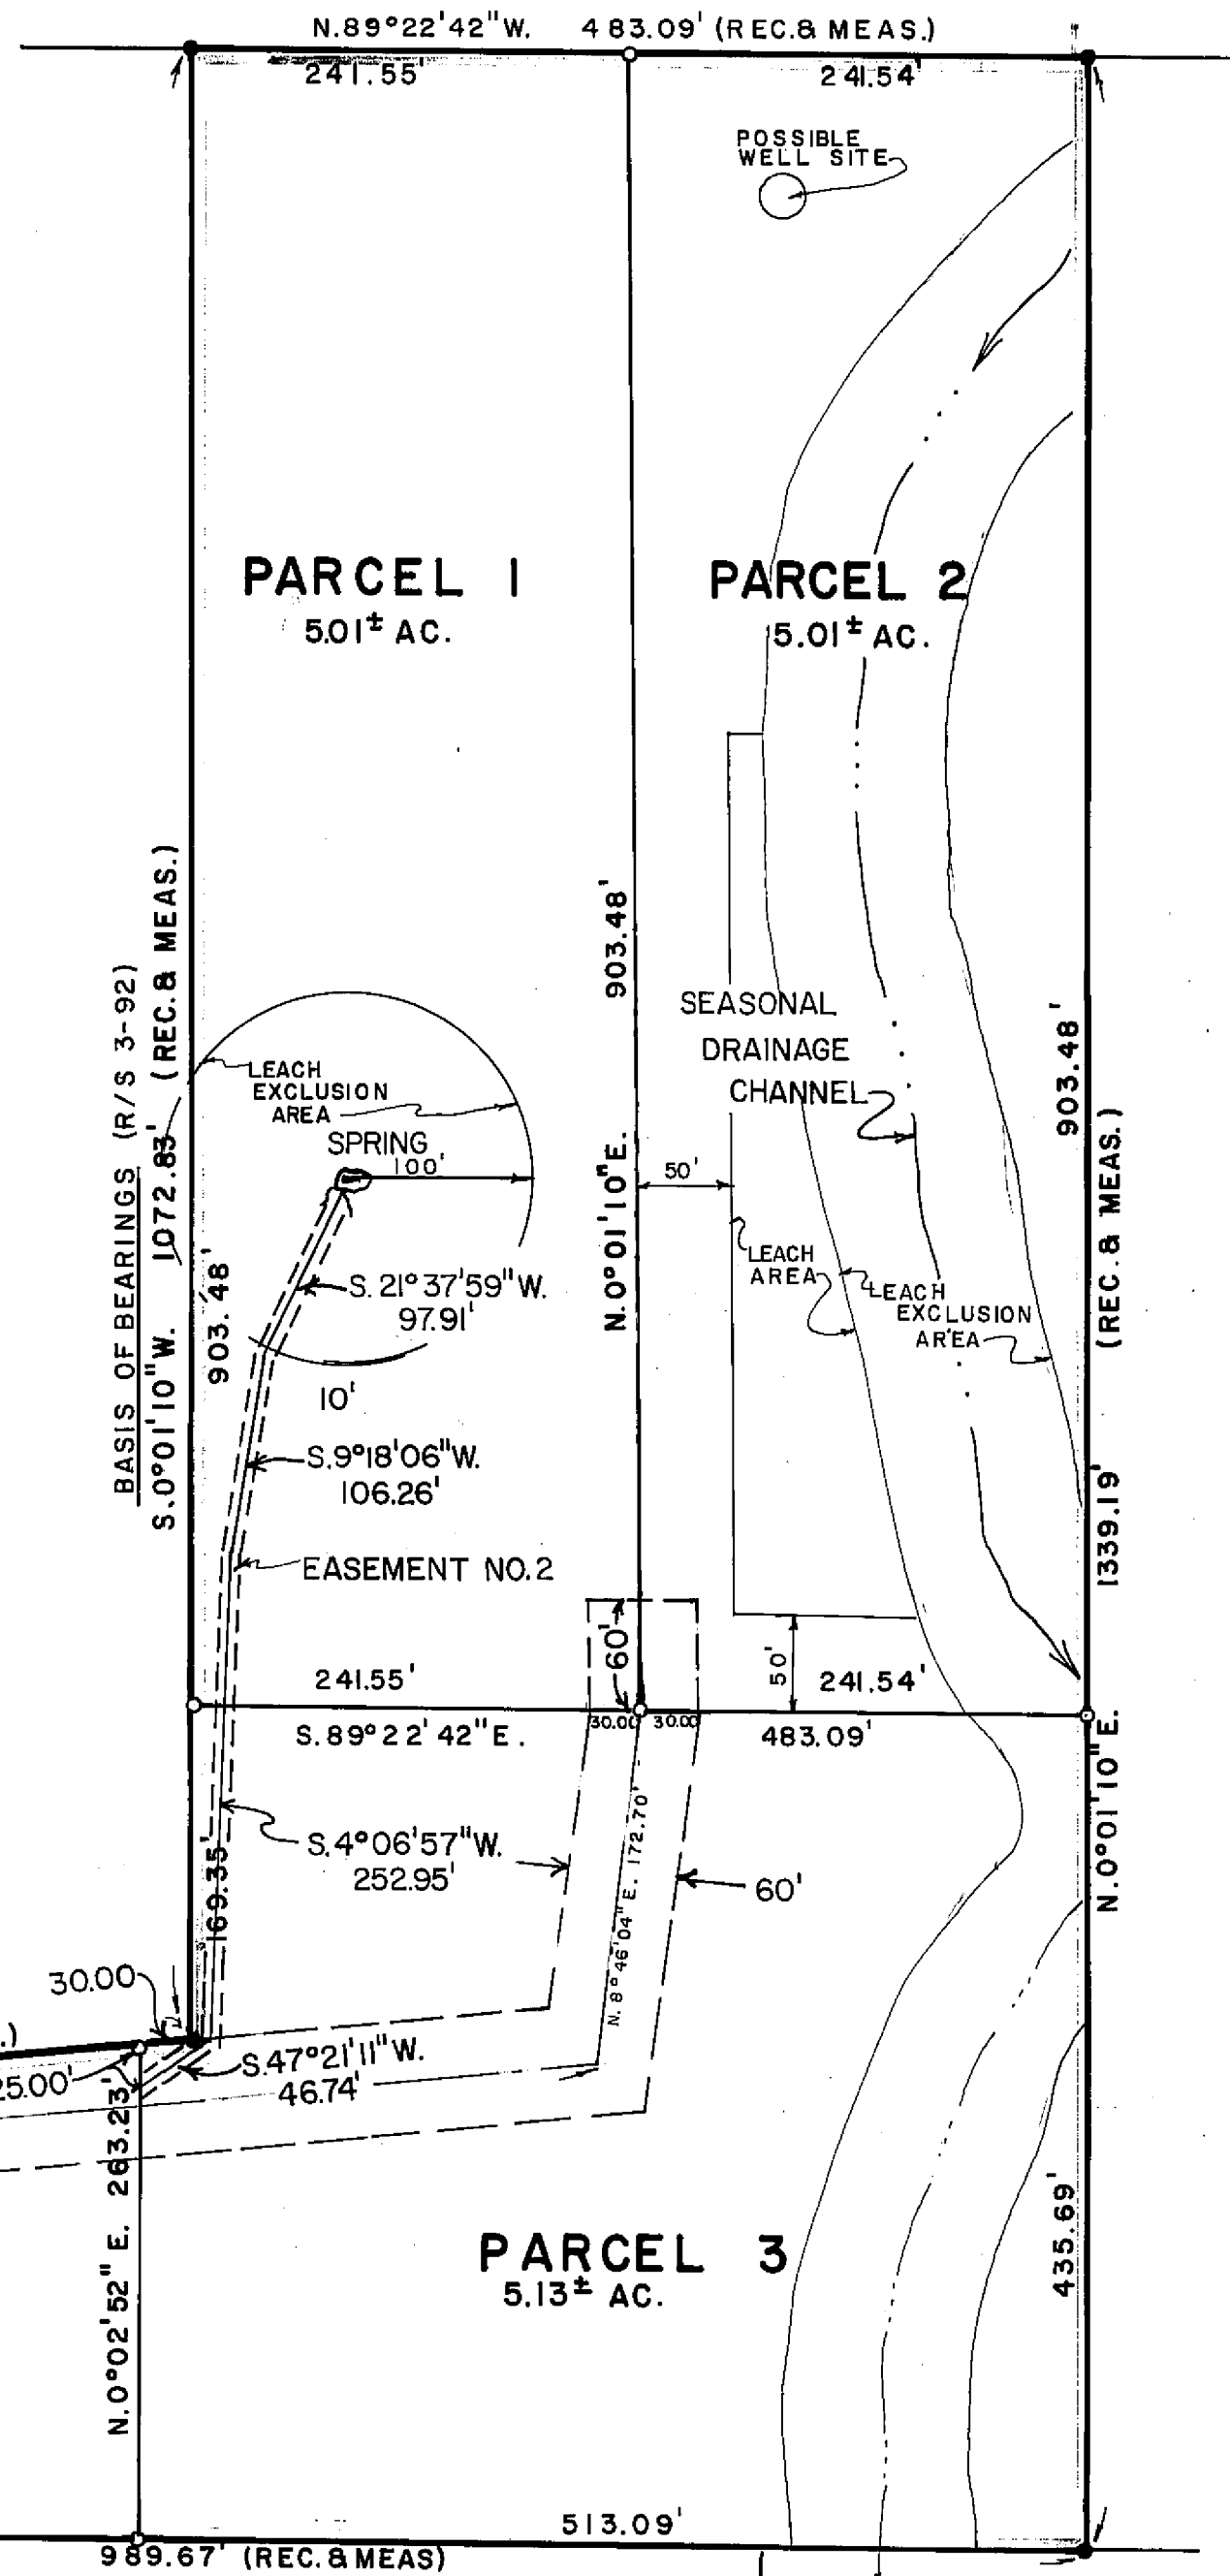 N.89°22'42"W. 483.09' (REC.& MEAS.)
241.55'
241.54'
POSSIBLE
WELL SITE
PARCEL 1
5.01± AC.
PARCEL 2
5.01± AC.
BASIS OF BEARINGS (R/S 3-92)
S.0°01'10"W. 1072.83' (REC.& MEAS.)
903.48'
N.0°01'10"E. 903.48'
LEACH
EXCLUSION
AREA
SPRING
100'
S.21°37'59"W.
97.91'
10'
S.9°18'06"W.
106.26'
EASEMENT NO.2
SEASONAL
DRAINAGE
CHANNEL
50'
LEACH
AREA
LEACH
EXCLUSION
AREA
903.48'
(REC.& MEAS.)
1339.19'
N.0°01'10"E.
60'
50'
241.55'
241.54'
S.89°22'42"E.
30.00'
30.00
483.09'
169.35'
S.4°06'57"W.
252.95'
N.8°46'04"E. 172.70'
60'
30.00
.)
25.00'
S.47°21'11"W.
46.74'
N.0°02'52"E. 263.23'
PARCEL 3
5.13± AC.
435.69'
513.09'
989.67' (REC.&MEAS)